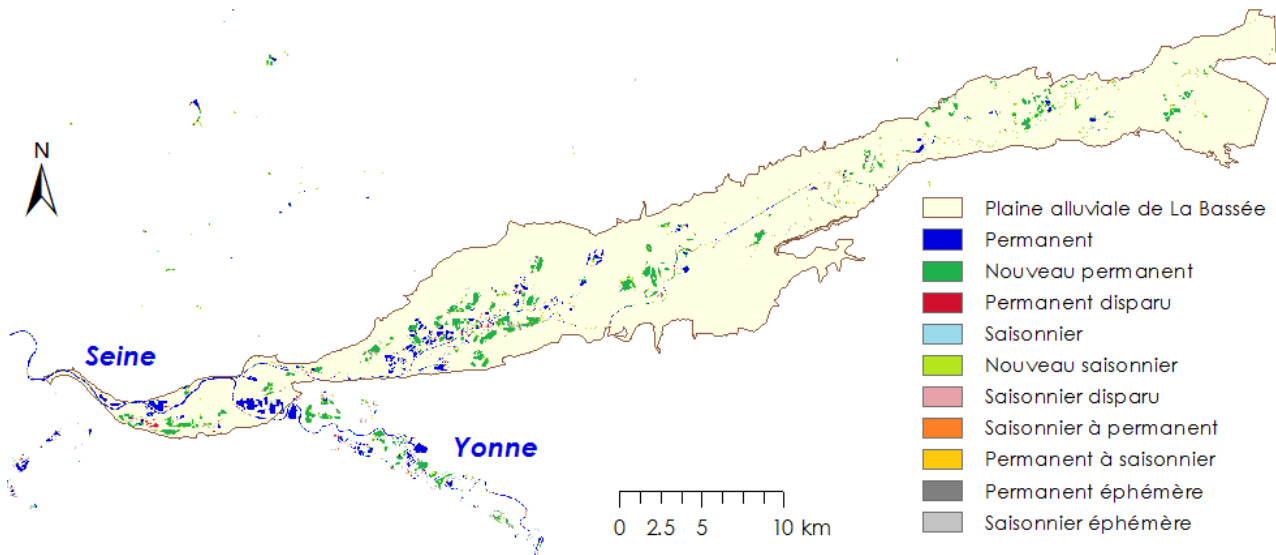 N
Seine
Yonne
Plaine alluviale de La Bassée
Permanent
Nouveau permanent
Permanent disparu
Saisonnier
Nouveau saisonnier
Saisonnier disparu
Saisonnier à permanent
Permanent à saisonnier
Permanent éphémère
Saisonnier éphémère
0 2.5 5 10 km